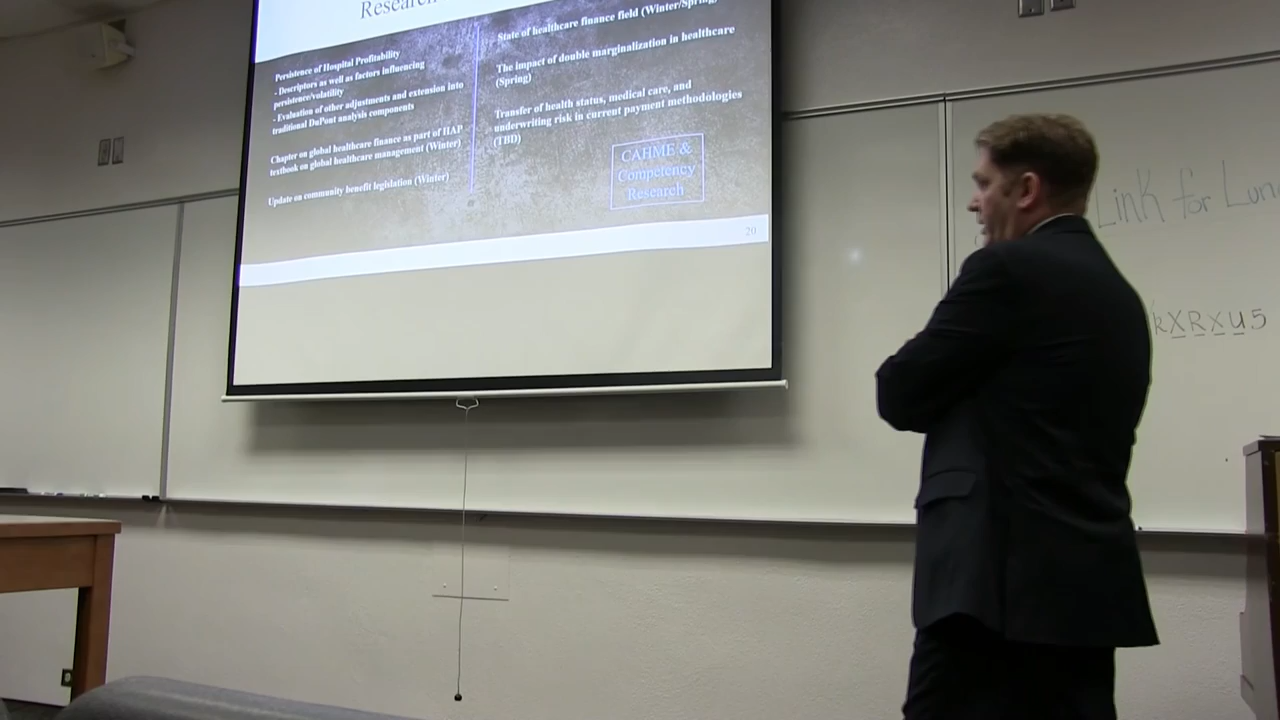 Research
Persistence of Hospital Profitability
- Descriptors as well as factors influencing
persistence/volatility
- Evaluation of other adjustments and extension into
traditional DuPont analysis components
Chapter on global healthcare finance as part of HAP
textbook on global healthcare management (Winter)
Update on community benefit legislation (Winter)
State of healthcare finance field (Winter/Spring)
The impact of double marginalization in healthcare
(Spring)
Transfer of health status, medical care, and
underwriting risk in current payment methodologies
(TBD)
CAHME &
Competency
Research
20
Link for Lun
kXRXU5